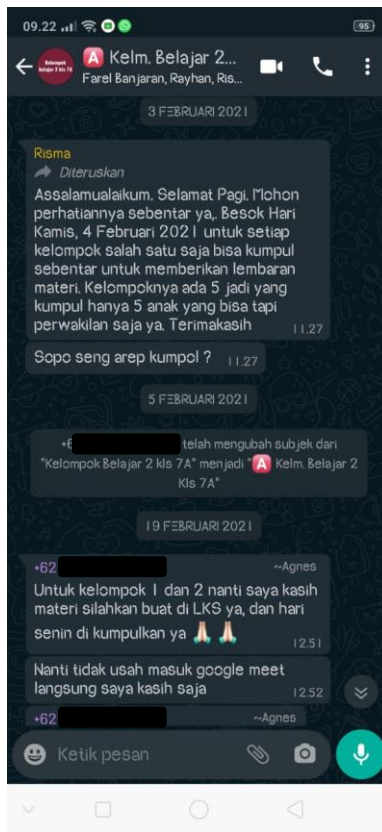 09.22
95
A Kelm. Belajar 2...
Farel Banjaran, Rayhan, Ris...
3 FEBRUARI 2021
Risma
Diteruskan
Assalamualaikum. Selamat Pagi. Mohon
perhatiannya sebentar ya,. Besok Hari
Kamis, 4 Februari 2021 untuk setiap
kelompok salah satu saja bisa kumpul
sebentar untuk memberikan lembaran
materi. Kelompoknya ada 5 jadi yang
kumpul hanya 5 anak yang bisa tapi
perwakilan saja ya. Terimakasih
11.27
Sopo seng arep kumpol ? 11.27
5 FEBRUARI 2021
telah mengubah subjek dari
"Kelompok Belajar 2 kls 7A" menjadi "A Kelm. Belajar 2
Kls 7A"
19 FEBRUARI 2021
+62 ~Agnes
Untuk kelompok 1 dan 2 nanti saya kasih
materi silahkan buat di LKS ya, dan hari
senin di kumpulkan ya 🙏🏻 🙏🏻
12.51
Nanti tidak usah masuk google meet
langsung saya kasih saja 12.52
+62 ~Agnes
Ketik pesan